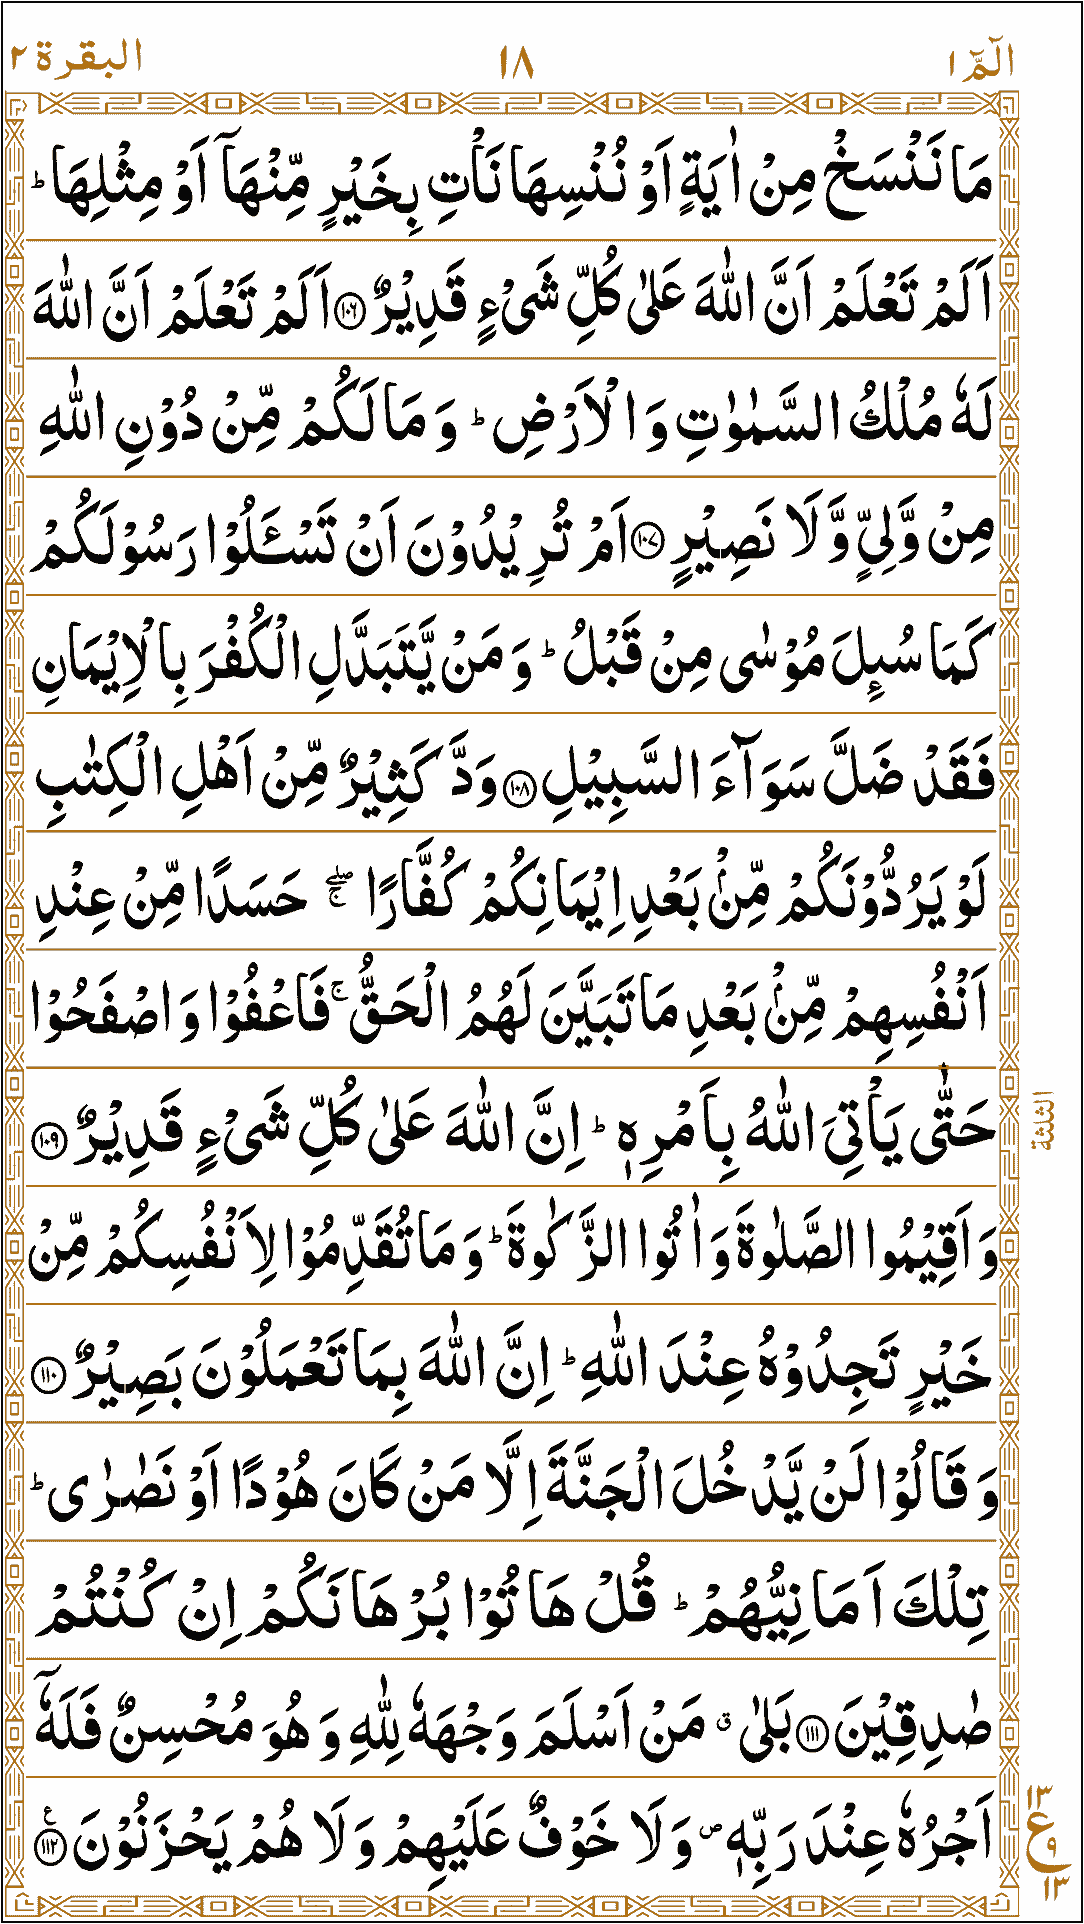 الٓمّٓ ١
١٨
البقرة ٢
مَا نَنْسَخْ مِنْ اٰيَةٍ اَوْ نُنْسِهَا نَاْتِ بِخَيْرٍ مِّنْهَاۤ اَوْ مِثْلِهَا ؕ
اَلَمْ تَعْلَمْ اَنَّ اللّٰهَ عَلٰى كُلِّ شَیْءٍ قَدِيْرٌ ﴿١٠٦﴾ اَلَمْ تَعْلَمْ اَنَّ اللّٰهَ
لَهٗ مُلْكُ السَّمٰوٰتِ وَ الْاَرْضِ ؕ وَ مَا لَكُمْ مِّنْ دُوْنِ اللّٰهِ
مِنْ وَّلِیٍّ وَّ لَا نَصِيْرٍ ﴿١٠٧﴾ اَمْ تُرِيْدُوْنَ اَنْ تَسْـَٔلُوْا رَسُوْلَكُمْ
كَمَا سُىِٕلَ مُوْسٰى مِنْ قَبْلُ ؕ وَ مَنْ يَّتَبَدَّلِ الْكُفْرَ بِالْاِيْمَانِ
فَقَدْ ضَلَّ سَوَآءَ السَّبِيْلِ ﴿١٠٨﴾ وَدَّ كَثِيْرٌ مِّنْ اَهْلِ الْكِتٰبِ
لَوْ يَرُدُّوْنَكُمْ مِّنْۢ بَعْدِ اِيْمَانِكُمْ كُفَّارًا ۖۚ حَسَدًا مِّنْ عِنْدِ
اَنْفُسِهِمْ مِّنْۢ بَعْدِ مَا تَبَيَّنَ لَهُمُ الْحَقُّ ۚ فَاعْفُوْا وَ اصْفَحُوْا
حَتّٰى يَاْتِیَ اللّٰهُ بِاَمْرِهٖ ؕ اِنَّ اللّٰهَ عَلٰى كُلِّ شَیْءٍ قَدِيْرٌ ﴿١٠٩﴾
الثلثة
وَ اَقِيْمُوا الصَّلٰوةَ وَ اٰتُوا الزَّكٰوةَ ؕ وَ مَا تُقَدِّمُوْا لِاَنْفُسِكُمْ مِّنْ
خَيْرٍ تَجِدُوْهُ عِنْدَ اللّٰهِ ؕ اِنَّ اللّٰهَ بِمَا تَعْمَلُوْنَ بَصِيْرٌ ﴿١١٠﴾
وَ قَالُوْا لَنْ يَّدْخُلَ الْجَنَّةَ اِلَّا مَنْ كَانَ هُوْدًا اَوْ نَصٰرٰى ؕ
تِلْكَ اَمَانِيُّهُمْ ؕ قُلْ هَاتُوْا بُرْهَانَكُمْ اِنْ كُنْتُمْ
صٰدِقِيْنَ ﴿١١١﴾ بَلٰى ۗ مَنْ اَسْلَمَ وَجْهَهٗ لِلّٰهِ وَ هُوَ مُحْسِنٌ فَلَهٗۤ
اَجْرُهٗ عِنْدَ رَبِّهٖ ۪ وَ لَا خَوْفٌ عَلَيْهِمْ وَ لَا هُمْ يَحْزَنُوْنَ ﴿١١٢﴾ ع
١٣
ع ٩
١٣